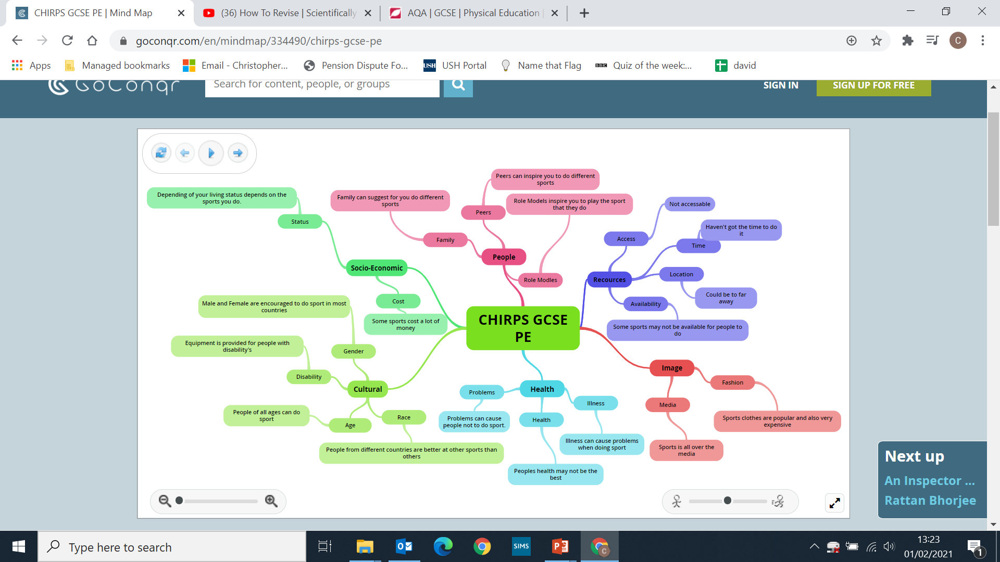 CHIRPS GCSE PE | Mind Map
(36) How To Revise | Scientifically
AQA | GCSE | Physical Education |
goconqr.com/en/mindmap/334490/chirps-gcse-pe
C
Apps
Managed bookmarks
Email - Christopher...
Pension Dispute Fo...
USH
USH Portal
Name that Flag
BBC
Quiz of the week:...
david
GoConqr
Search for content, people, or groups
SIGN IN
SIGN UP FOR FREE
Peers can inspire you to do different
sports
Depending of your living status depends on the
sports you do.
Family can suggest for you do different
sports
Role Models inspire you to play the sport
that they do
Not accessable
Peers
Status
Haven't got the time to do
it
Family
Access
Time
People
Socio-Economic
Location
Role Modles
Recources
Could be to far
away
Cost
Availability
Male and Female are encouraged to do sport in most
countries
Some sports cost a lot of
money
CHIRPS GCSE
PE
Some sports may not be available for people to
do
Equipment is provided for people with
disability's
Gender
Image
Disability
Fashion
Cultural
Problems
Health
Illness
Media
People of all ages can do
sport
Race
Age
Problems can cause
people not to do sport.
Health
Sports clothes are popular and also very
expensive
Illness can cause problems
when doing sport
Sports is all over the
media
People from different countries are better at other sports than
others
Peoples health may not be the
best
Next up
An Inspector ...
Rattan Bhorjee
Type here to search
SIMS
C
13:23
01/02/2021
1